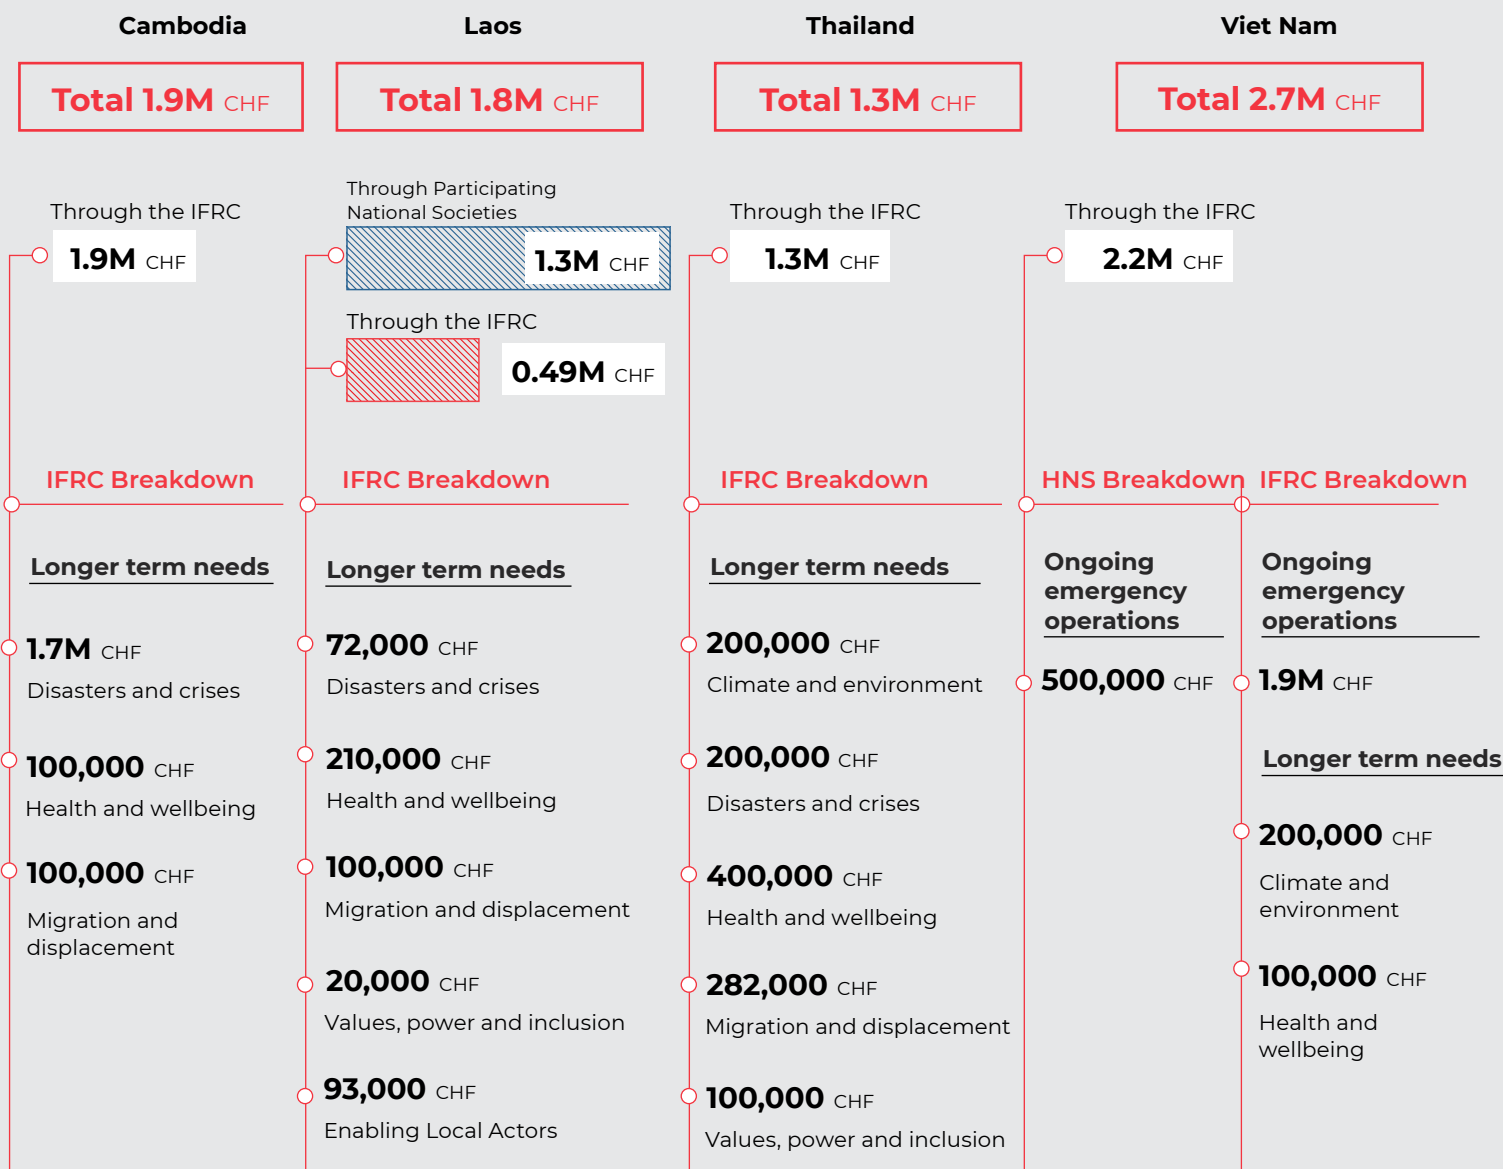 Cambodia
Total 1.9M CHF
Through the IFRC
1.9M CHF
IFRC Breakdown
Longer term needs
1.7M CHF
Disasters and crises
100,000 CHF
Health and wellbeing
100,000 CHF
Migration and
displacement
Laos
Total 1.8M CHF
Through Participating
National Societies
1.3M CHF
Through the IFRC
0.49M CHF
IFRC Breakdown
Longer term needs
72,000 CHF
Disasters and crises
210,000 CHF
Health and wellbeing
100,000 CHF
Migration and displacement
20,000 CHF
Values, power and inclusion
93,000 CHF
Enabling Local Actors
Thailand
Total 1.3M CHF
Through the IFRC
1.3M CHF
IFRC Breakdown
Longer term needs
200,000 CHF
Climate and environment
200,000 CHF
Disasters and crises
400,000 CHF
Health and wellbeing
282,000 CHF
Migration and displacement
100,000 CHF
Values, power and inclusion
Viet Nam
Total 2.7M CHF
Through the IFRC
2.2M CHF
HNS Breakdown
Ongoing
emergency
operations
500,000 CHF
IFRC Breakdown
Ongoing
emergency
operations
1.9M CHF
Longer term needs
200,000 CHF
Climate and
environment
100,000 CHF
Health and
wellbeing